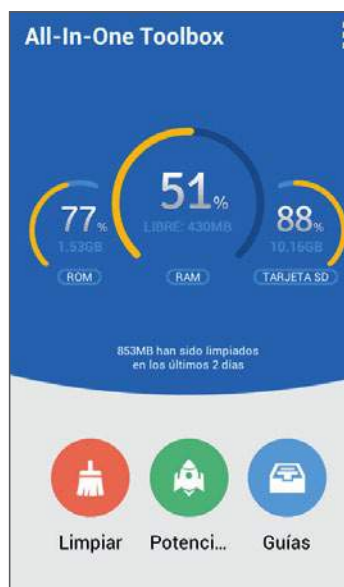 All-In-One Toolbox
51%
LIBRE: 430MB
RAM
77%
1.53GB
ROM
88%
10.16GB
TARJETA SD
853MB han sido limpiados
en los últimos 2 días
Limpiar
Potenci...
Guías